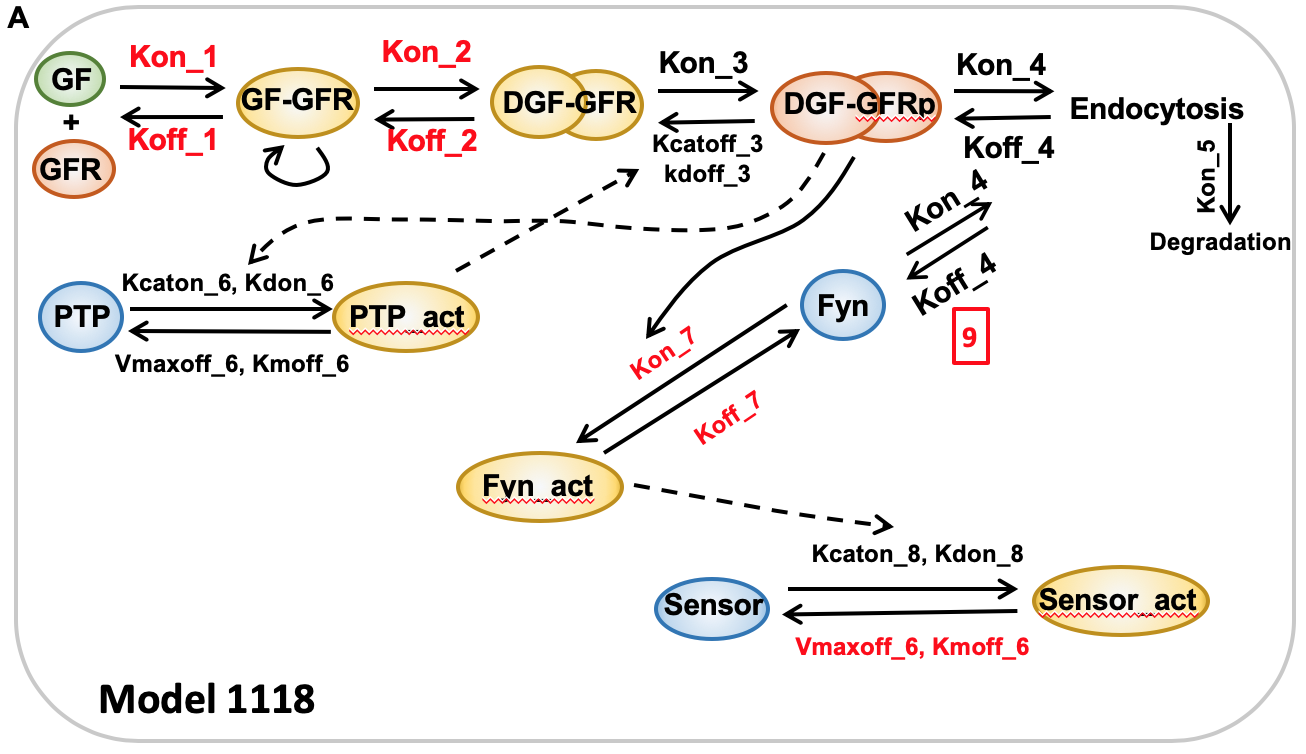 A
GF
+
GFR
Kon_1
Koff_1
GF-GFR
Kon_2
Koff_2
DGF-GFR
Kon_3
Kcatoff_3
kdoff_3
DGF-GFRp
Kon_4
Koff_4
Endocytosis
Kon_5
Degradation
Kon_4
Koff_4
9
PTP
Kcaton_6, Kdon_6
Vmaxoff_6, Kmoff_6
PTP_act
Fyn
Kon_7
Koff_7
Fyn_act
Kcaton_8, Kdon_8
Sensor
Sensor_act
Vmaxoff_6, Kmoff_6
Model 1118